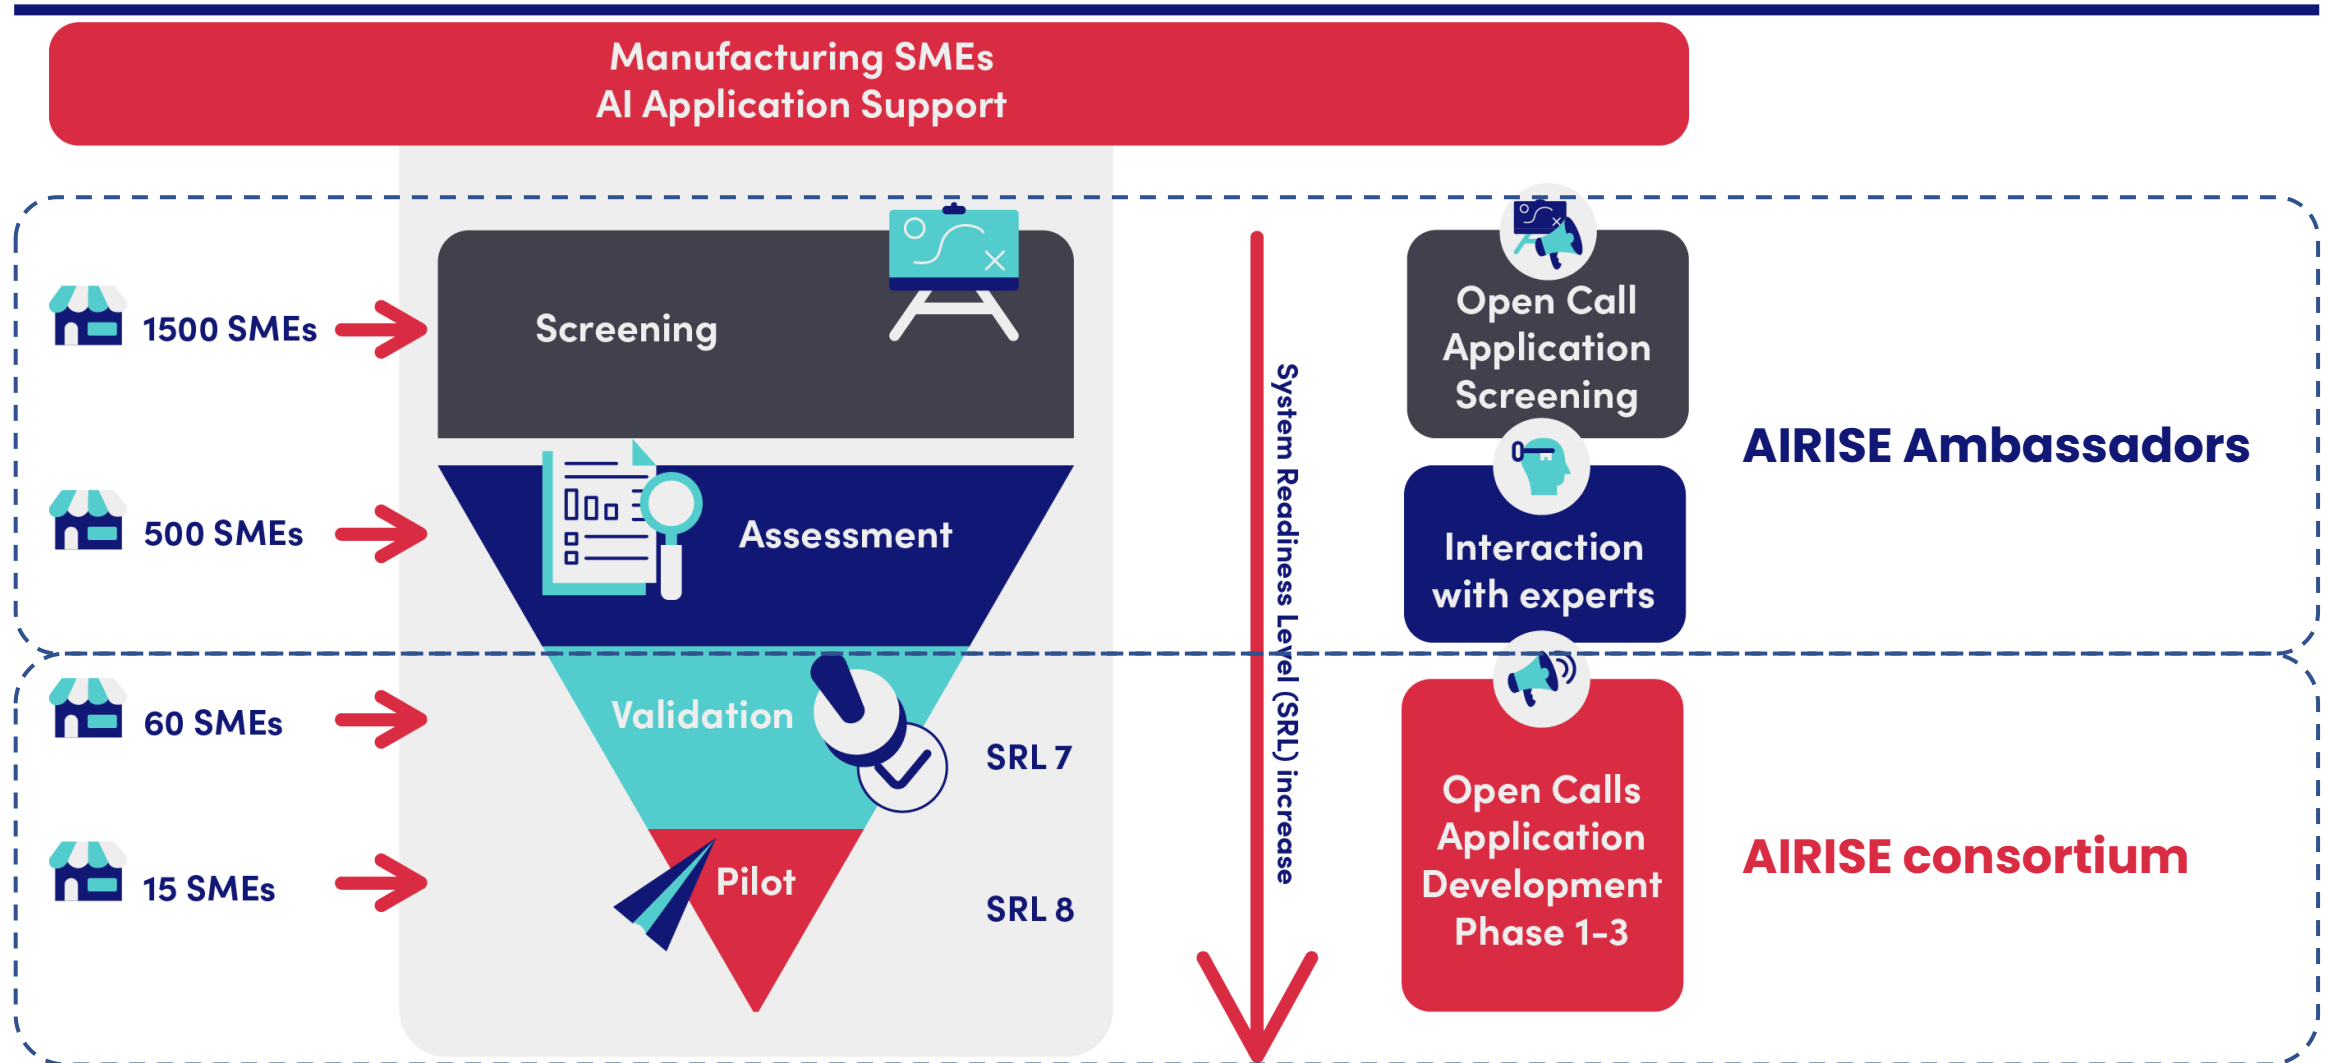 Manufacturing SMEs
AI Application Support
1500 SMEs
Screening
500 SMEs
Assessment
60 SMEs
Validation
SRL 7
15 SMEs
Pilot
SRL 8
System Readiness Level (SRL) increase
Open Call
Application
Screening
Interaction
with experts
AIRISE Ambassadors
Open Calls
Application
Development
Phase 1-3
AIRISE consortium